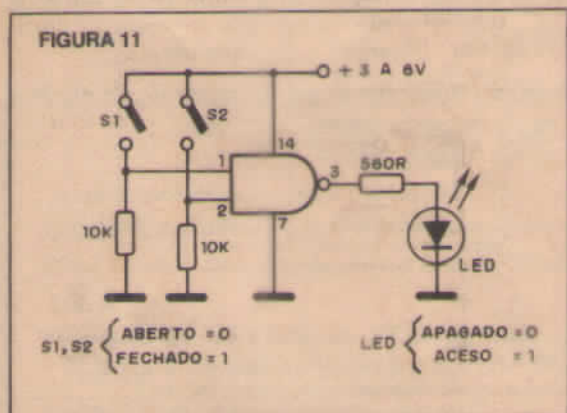 FIGURA 11
+ 3 A 6V
S1
S2
14
1
3
560R
2
7
10K
10K
LED
S1, S2 { ABERTO = 0
FECHADO = 1
LED { APAGADO = 0
ACESO = 1